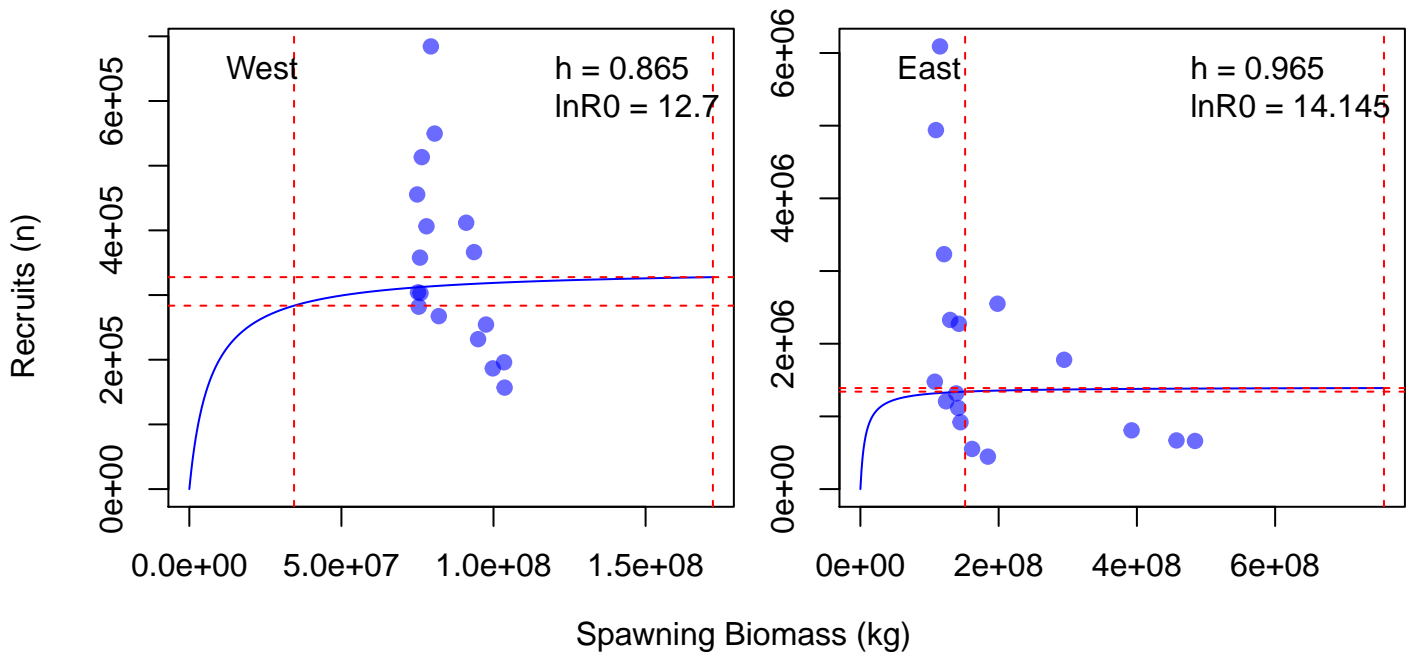 West
h = 0.865
lnR0 = 12.7
East
h = 0.965
lnR0 = 14.145
Recruits (n)
6e+05
4e+05
2e+05
0e+00
6e+06
4e+06
2e+06
0e+00
0.0e+00 5.0e+07 1.0e+08 1.5e+08
0e+00 2e+08 4e+08 6e+08
Spawning Biomass (kg)